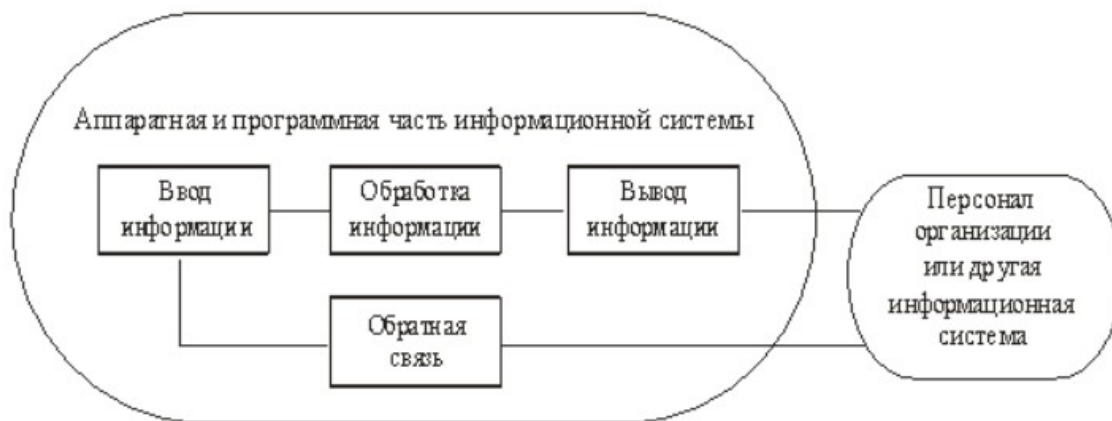 Аппаратная и программная часть информационной системы
Ввод
информации
Обработка
информации
Вывод
информации
Обратная
связь
Персонал
организации
или другая
информационная
система